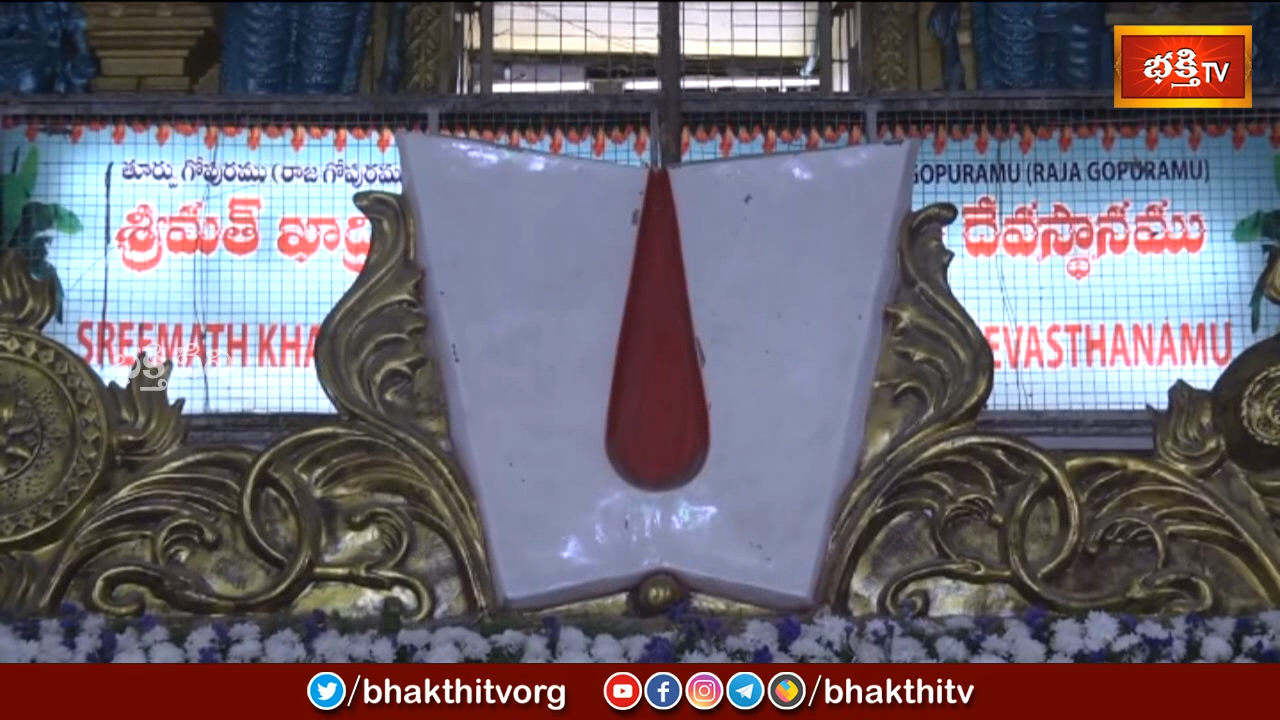 భక్తి TV
తూర్పు గోపురము (రాజ గోపురము
GOPURAMU (RAJA GOPURAMU)
శ్రీమత్ ఖాద్రి
దేవస్థానము
SREEMATH KHA
EVASTHANAMU
/bhakthitvorg
/bhakthitv